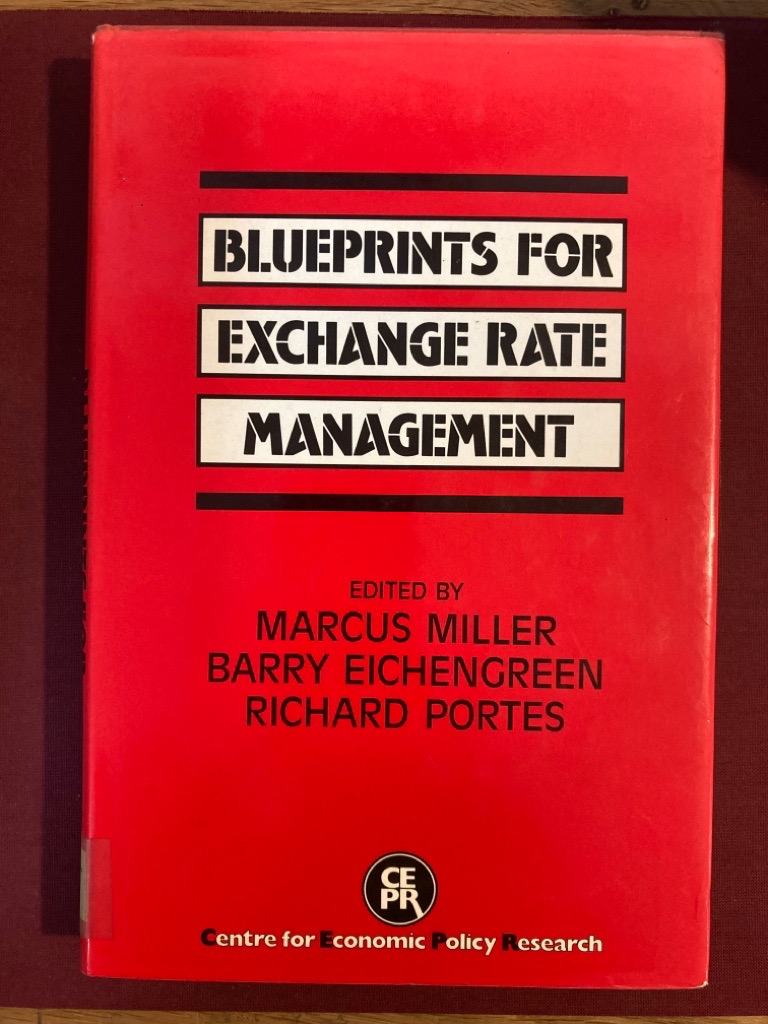 BLUEPRINTS FOR
EXCHANGE RATE
MANAGEMENT
EDITED BY
MARCUS MILLER
BARRY EICHENGREEN
RICHARD PORTES
CE
PR
Centre for Economic Policy Research